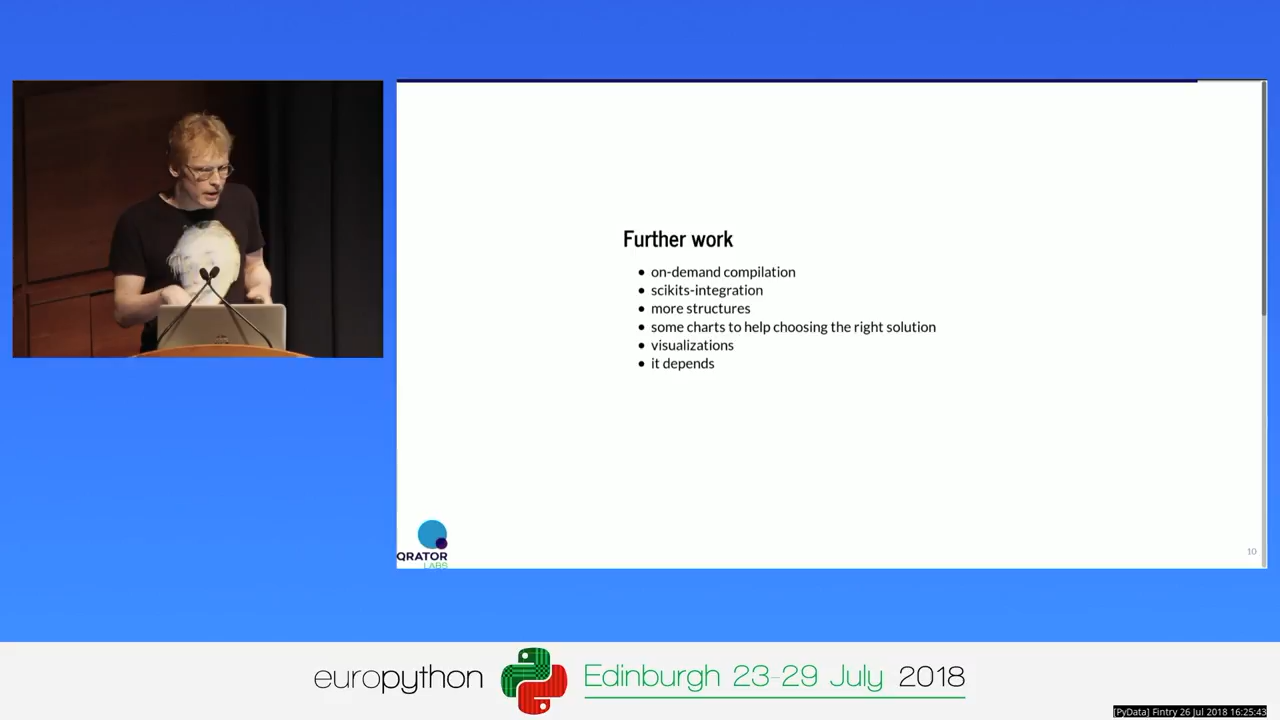 Further work
on-demand compilation
scikits-integration
more structures
some charts to help choosing the right solution
visualizations
it depends
QRATOR
LABS
10
europython Edinburgh 23-29 July 2018
[PyData] Fintry 26 Jul 2018 16:25:43